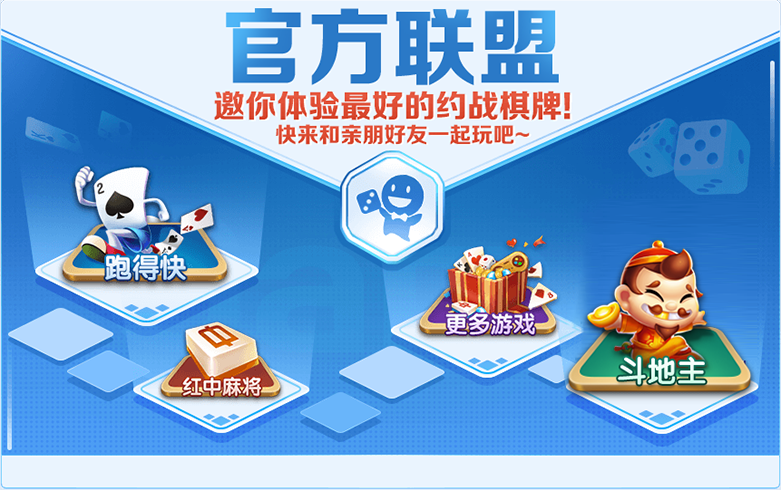 官方联盟
邀你体验最好的约战棋牌!
快来和亲朋好友一起玩吧~
2
跑得快
更多游戏
红中麻将
中
斗地主